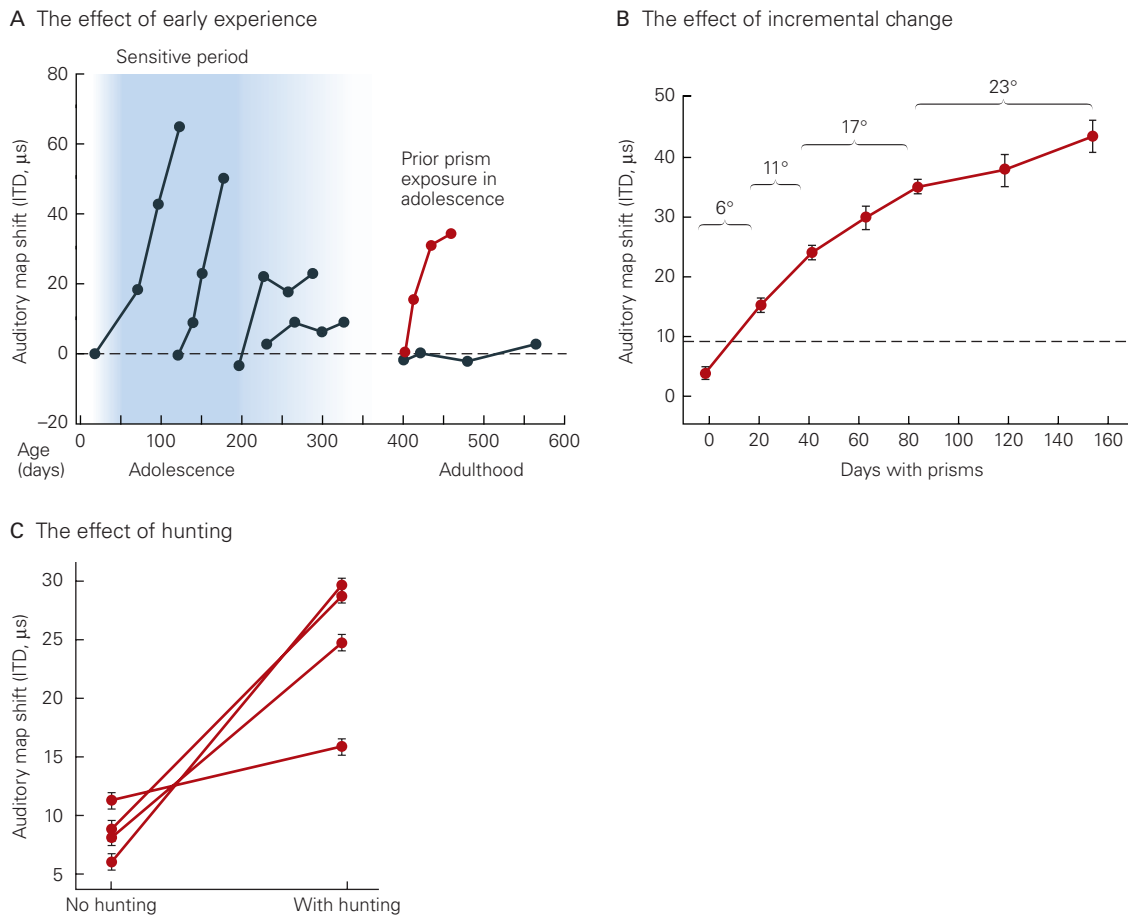 A The effect of early experience
Sensitive period
Auditory map shift (ITD, μs)
80
60
40
20
0
–20
Prior prism
exposure in
adolescence
0 100 200 300 400 500 600
Age
(days)
Adolescence
Adulthood
B The effect of incremental change
Auditory map shift (ITD, μs)
50
40
30
20
10
0
6°
11°
17°
23°
0 20 40 60 80 100 120 140 160
Days with prisms
C The effect of hunting
Auditory map shift (ITD, μs)
30
25
20
15
10
5
No hunting
With hunting